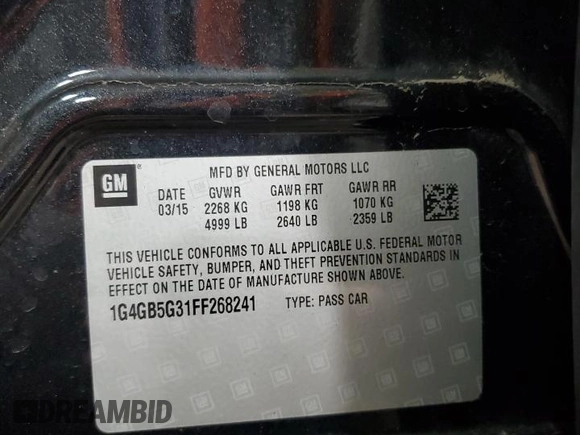 GM
MFD BY GENERAL MOTORS LLC
DATE GVWR GAWR FRT GAWR RR
03/15 2268 KG 1198 KG 1070 KG
4999 LB 2640 LB 2359 LB
THIS VEHICLE CONFORMS TO ALL APPLICABLE U.S. FEDERAL MOTOR
VEHICLE SAFETY, BUMPER, AND THEFT PREVENTION STANDARDS IN
EFFECT ON THE DATE OF MANUFACTURE SHOWN ABOVE.
1G4GB5G31FF268241 TYPE: PASS CAR
DREAMBID